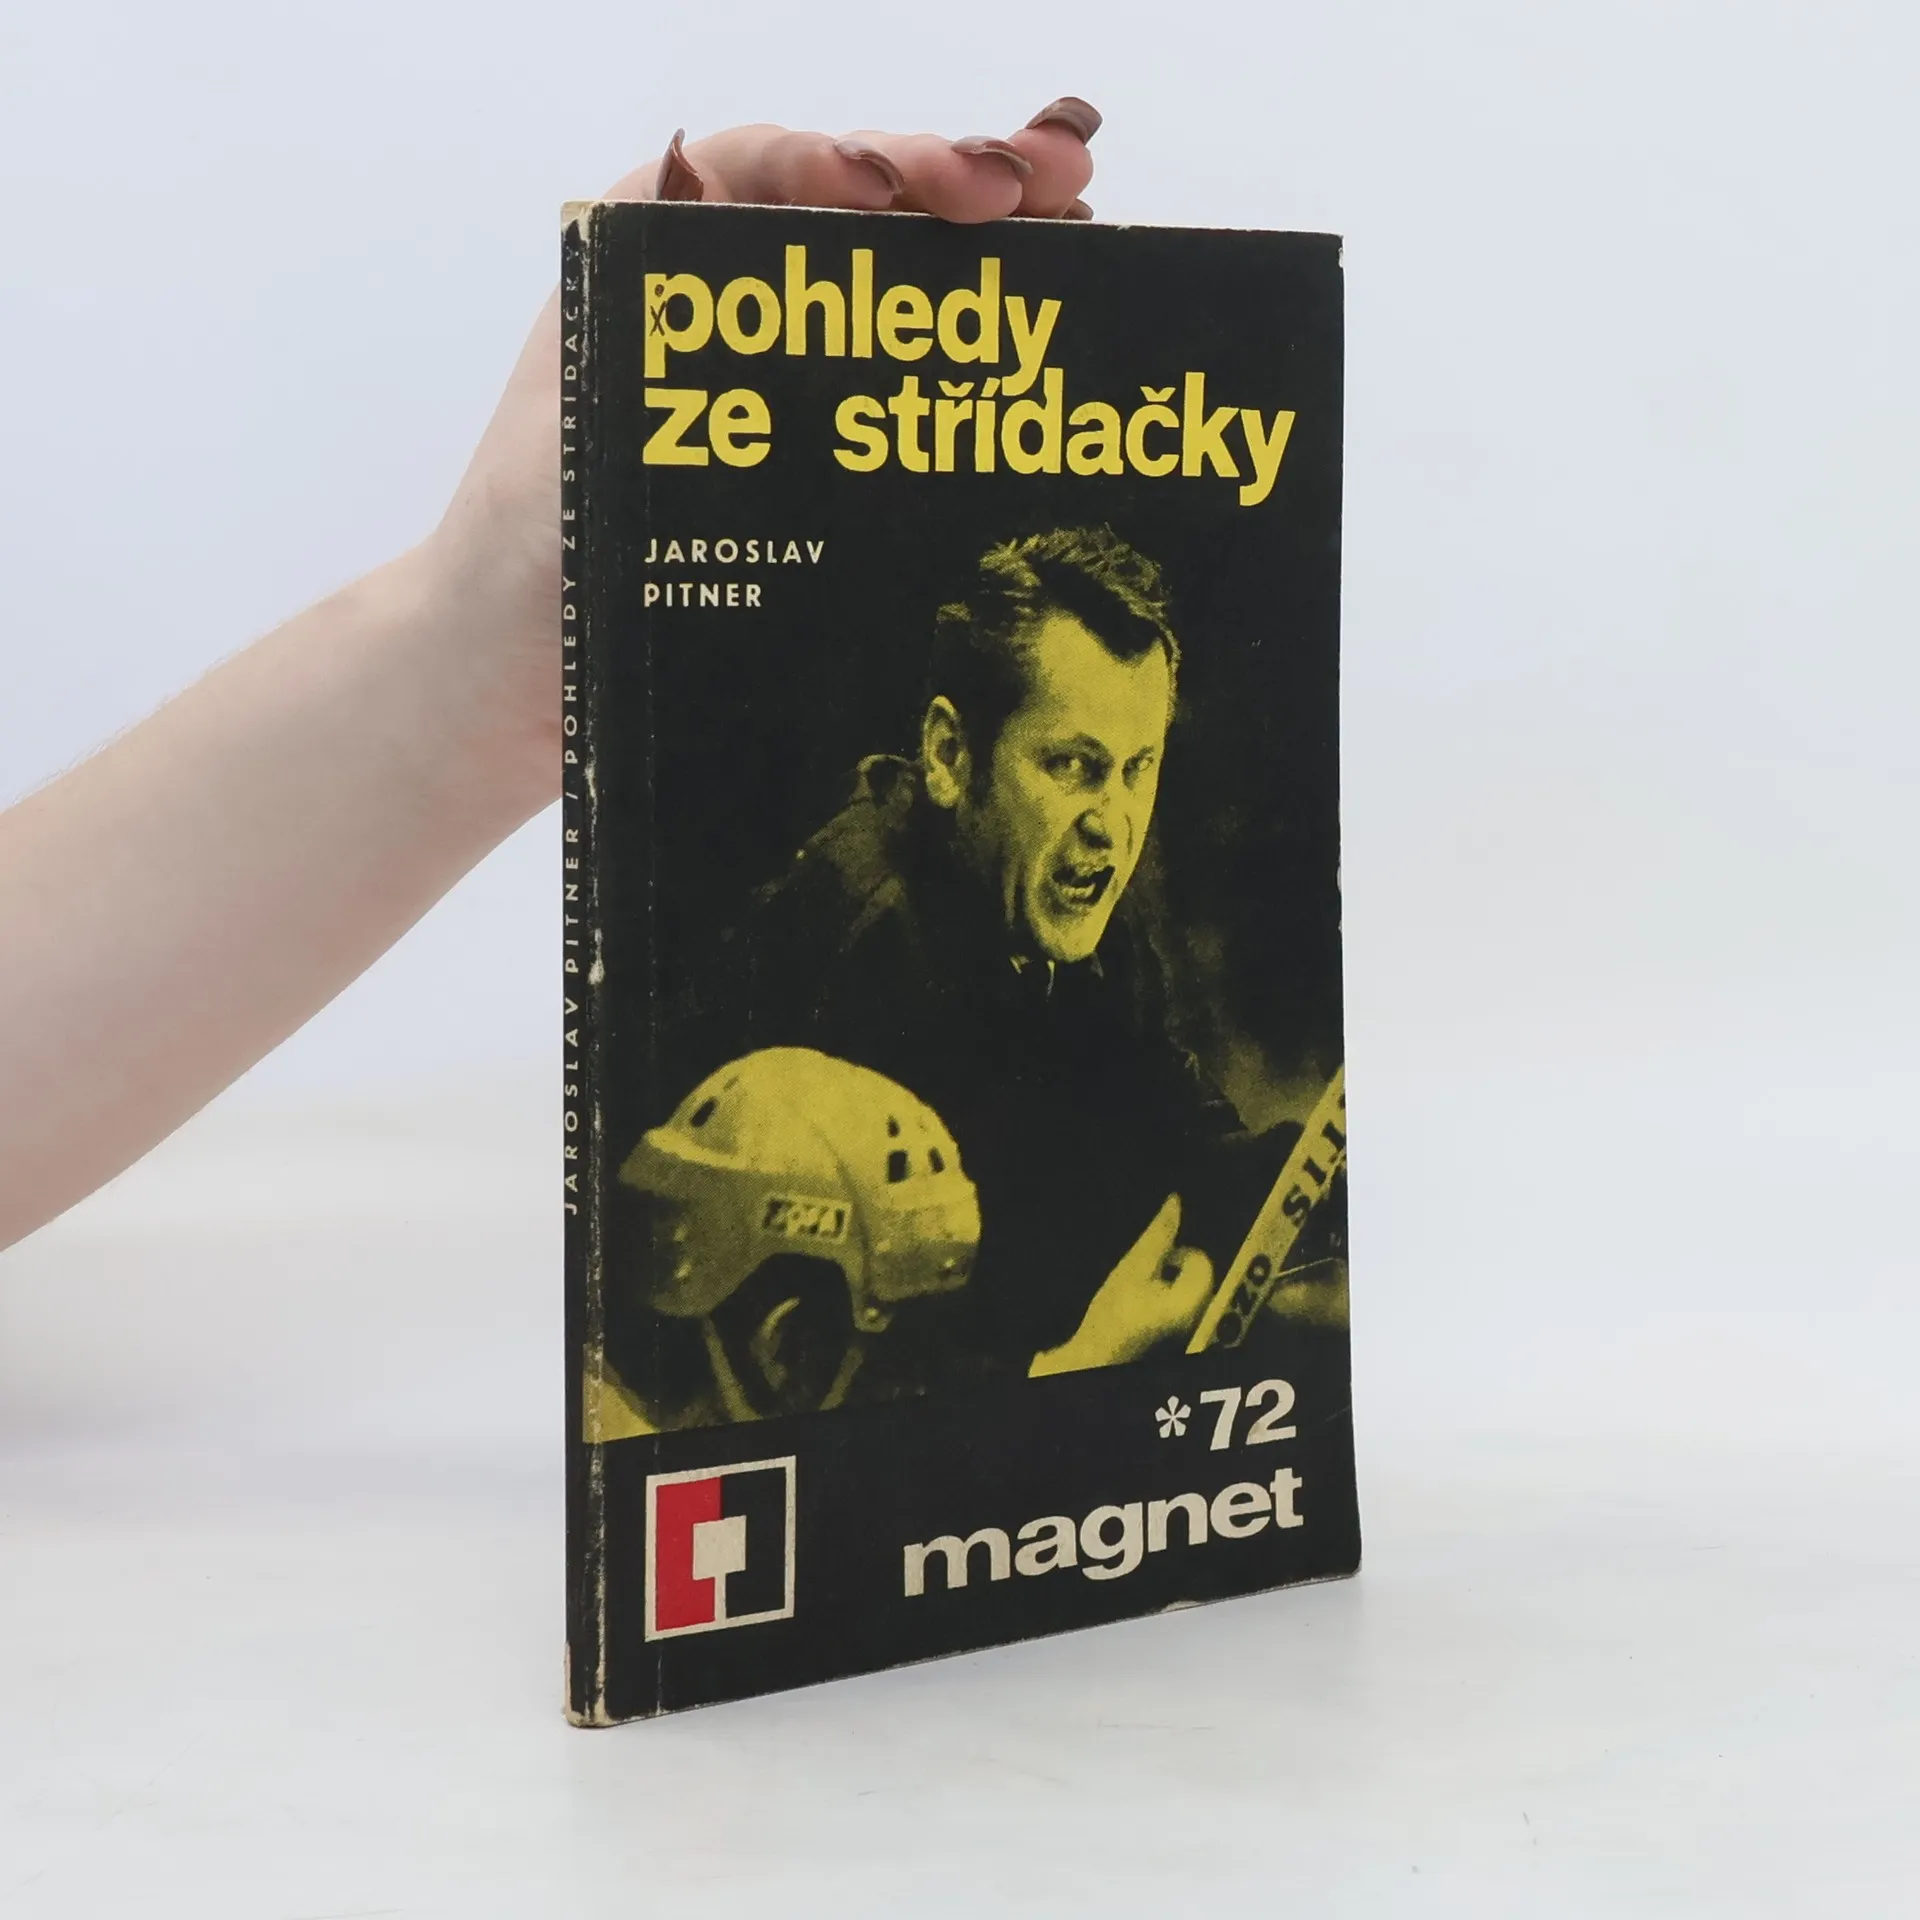 pohledy
ze střídačky
JAROSLAV
PITNER
JAROSLAV PITNER / POHLEDY ZE STŘÍDAČKY
*72
magnet